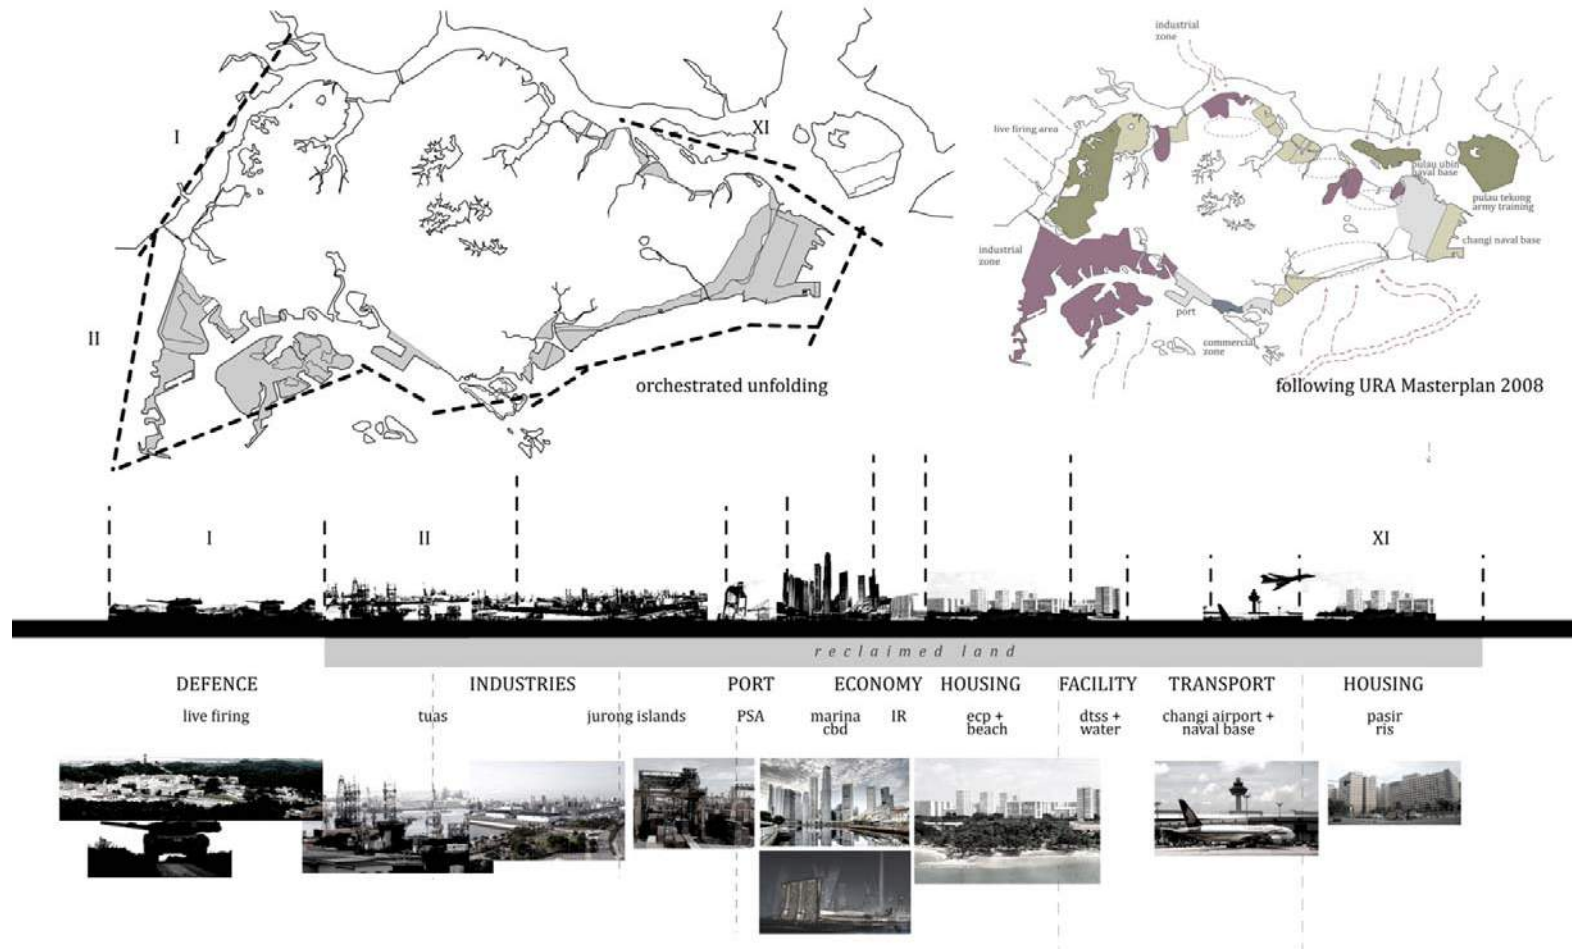 I
XI
II
orchestrated unfolding
industrial
zone
live firing area
pulau ubin
naval base
pulau tekong
army training
changi naval base
industrial
zone
port
commercial
zone
following URA Masterplan 2008
I
II
XI
reclaimed land
DEFENCE
INDUSTRIES
PORT
ECONOMY
HOUSING
FACILITY
TRANSPORT
HOUSING
live firing
tuas
jurong islands
PSA
marina
cbd
IR
ecp +
beach
dtss +
water
changi airport +
naval base
pasir
ris